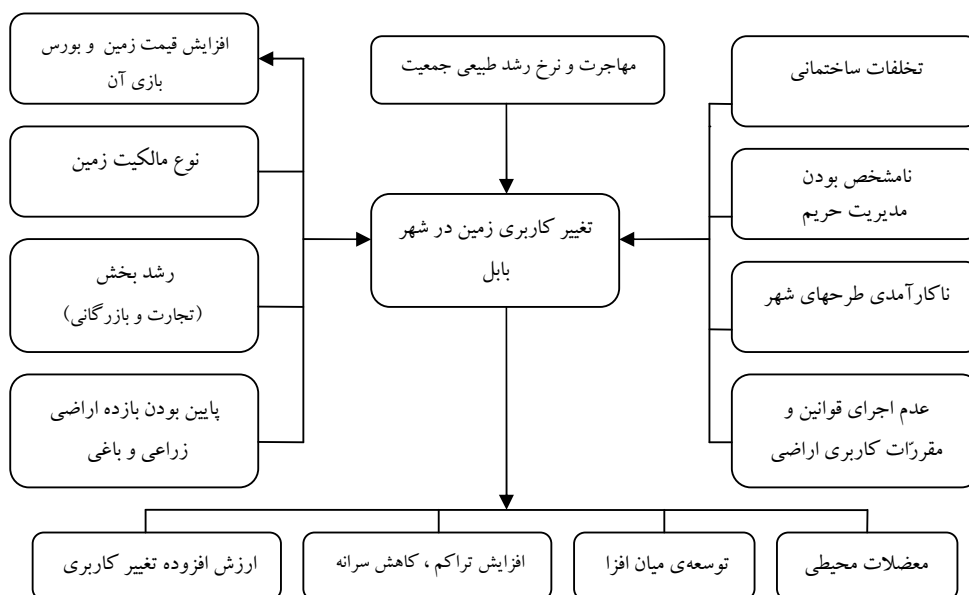 تخلفات ساختمانی
نامشخص بودن
مدیریت حریم
ناکارآمدی طرحهای شهر
عدم اجرای قوانین و
مقررّات کاربری اراضی
مهاجرت و نرخ رشد طبیعی جمعیت
تغییر کاربری زمین در شهر
بابل
افزایش قیمت زمین و بورس
بازی آن
نوع مالکیت زمین
رشد بخش
(تجارت و بازرگانی)
پایین بودن بازده اراضی
زراعی و باغی
معضلات محیطی
توسعه‌ی میان افزا
افزایش تراکم ، کاهش سرانه
ارزش افزوده تغییر کاربری